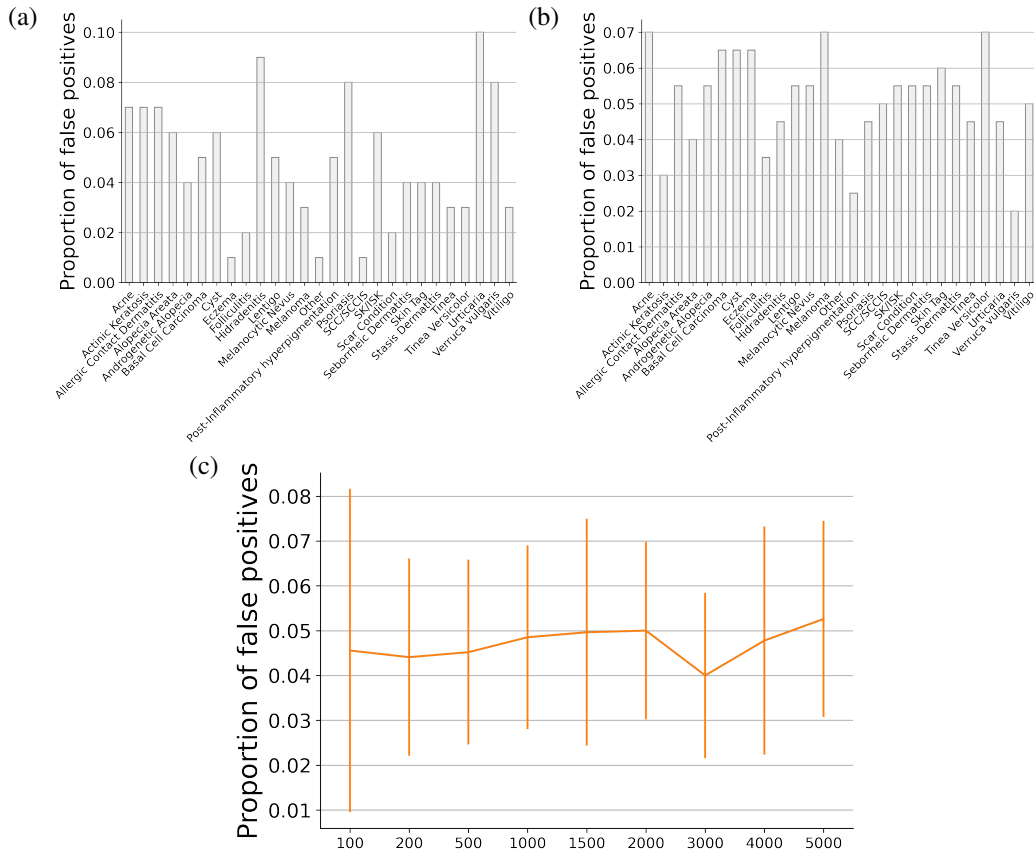 (a)
Proportion of false positives
0.10
0.08
0.06
0.04
0.02
0.00
Acne
Actinic Keratosis
Allergic Contact Dermatitis
Alopecia Areata
Androgenetic Alopecia
Basal Cell Carcinoma
Cyst
Eczema
Folliculitis
Hidradenitis
Lentigo
Melanocytic Nevus
Melanoma
Other
Post-Inflammatory hyperpigmentation
Psoriasis
SCC/SCCIS
SK/ISK
Scar Condition
Seborrheic Dermatitis
Skin Tag
Stasis Dermatitis
Tinea
Tinea Versicolor
Urticaria
Verruca vulgaris
Vitiligo
(b)
Proportion of false positives
0.07
0.06
0.05
0.04
0.03
0.02
0.01
0.00
Acne
Actinic Keratosis
Allergic Contact Dermatitis
Alopecia Areata
Androgenetic Alopecia
Basal Cell Carcinoma
Cyst
Eczema
Folliculitis
Hidradenitis
Lentigo
Melanocytic Nevus
Melanoma
Other
Post-Inflammatory hyperpigmentation
Psoriasis
SCC/SCCIS
SK/ISK
Scar Condition
Seborrheic Dermatitis
Skin Tag
Stasis Dermatitis
Tinea
Tinea Versicolor
Urticaria
Verruca vulgaris
Vitiligo
(c)
Proportion of false positives
0.08
0.07
0.06
0.05
0.04
0.03
0.02
0.01
100 200 500 1000 1500 2000 3000 4000 5000